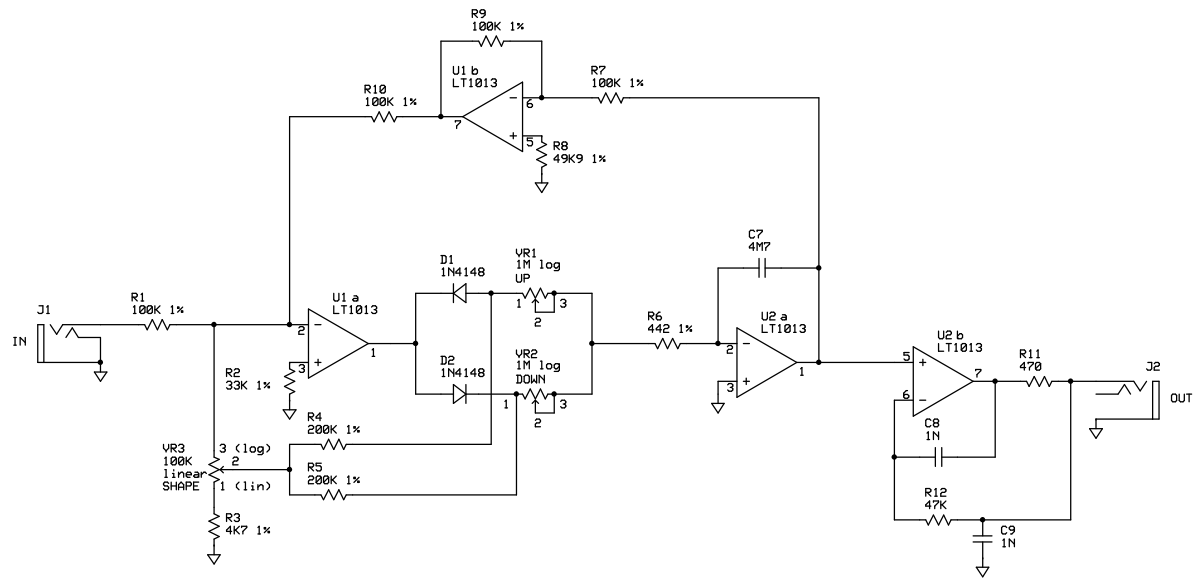 R9
100K 1%
U1b
LT1013
R7
100K 1%
R10
100K 1%
-
6
7
+
5
R8
49K9 1%
C7
4M7
D1
1N4148
VR1
1M log
UP
1
3
2
J1
IN
R1
100K 1%
U1a
LT1013
-
2
+
3
1
R2
33K 1%
D2
1N4148
VR2
1M log
DOWN
1
3
2
R6
442 1%
U2a
LT1013
-
2
+
3
1
U2b
LT1013
5
+
6
-
7
R11
470
J2
OUT
R4
200K 1%
R5
200K 1%
VR3
100K
linear
SHAPE
3 (log)
2
1 (lin)
R3
4K7 1%
C8
1N
R12
47K
C9
1N